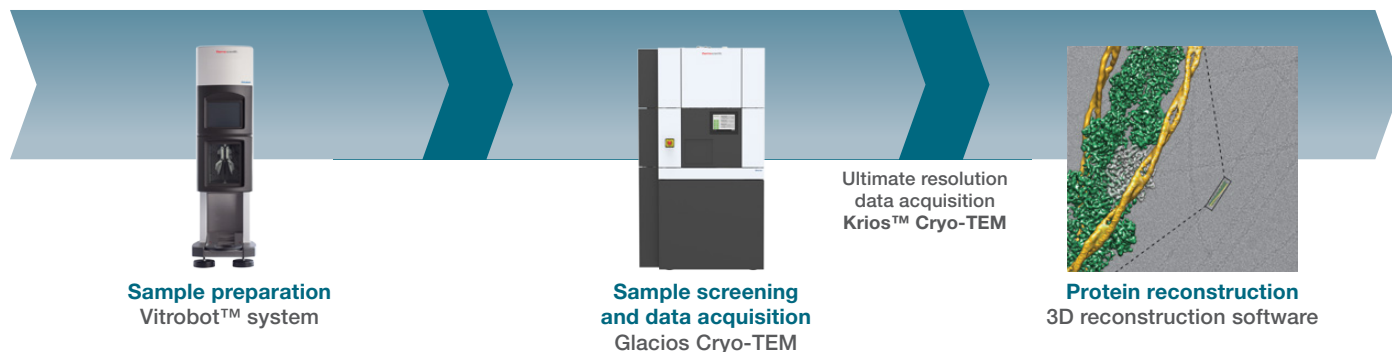 Sample preparation
Vitrobot™ system
Sample screening
and data acquisition
Glacios Cryo-TEM
Ultimate resolution
data acquisition
Krios™ Cryo-TEM
Protein reconstruction
3D reconstruction software